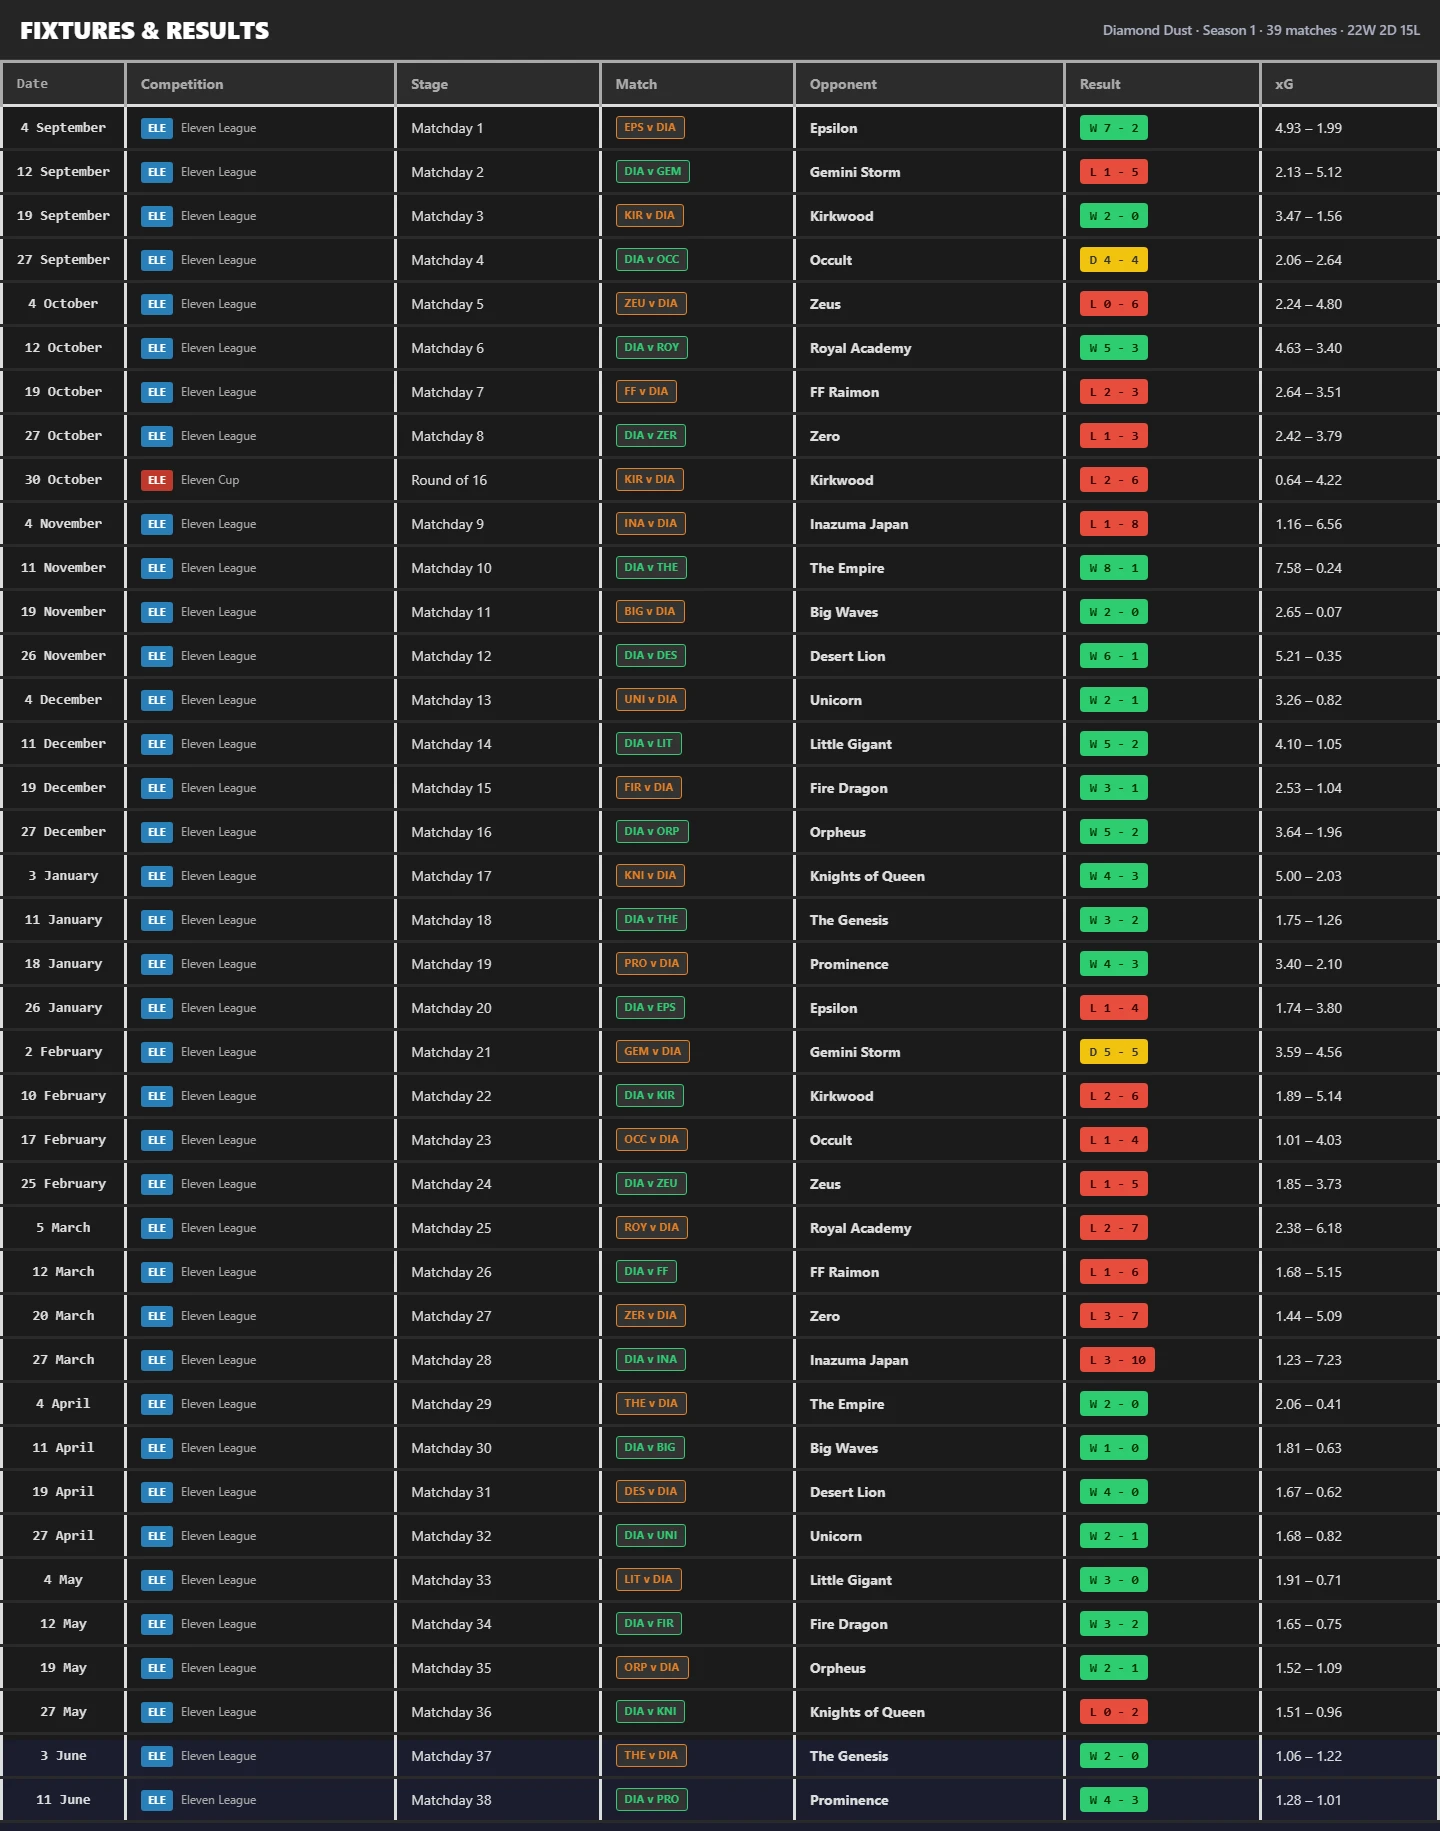 FIXTURES & RESULTS
Diamond Dust · Season 1 · 39 matches · 22W 2D 15L
Date Competition Stage Match Opponent Result xG
4 September ELE Eleven League Matchday 1 EPS v DIA Epsilon W 7 - 2 4.93 – 1.99
12 September ELE Eleven League Matchday 2 DIA v GEM Gemini Storm L 1 - 5 2.13 – 5.12
19 September ELE Eleven League Matchday 3 KIR v DIA Kirkwood W 2 - 0 3.47 – 1.56
27 September ELE Eleven League Matchday 4 DIA v OCC Occult D 4 - 4 2.06 – 2.64
4 October ELE Eleven League Matchday 5 ZEU v DIA Zeus L 0 - 6 2.24 – 4.80
12 October ELE Eleven League Matchday 6 DIA v ROY Royal Academy W 5 - 3 4.63 – 3.40
19 October ELE Eleven League Matchday 7 FF v DIA FF Raimon L 2 - 3 2.64 – 3.51
27 October ELE Eleven League Matchday 8 DIA v ZER Zero L 1 - 3 2.42 – 3.79
30 October ELE Eleven Cup Round of 16 KIR v DIA Kirkwood L 2 - 6 0.64 – 4.22
4 November ELE Eleven League Matchday 9 INA v DIA Inazuma Japan L 1 - 8 1.16 – 6.56
11 November ELE Eleven League Matchday 10 DIA v THE The Empire W 8 - 1 7.58 – 0.24
19 November ELE Eleven League Matchday 11 BIG v DIA Big Waves W 2 - 0 2.65 – 0.07
26 November ELE Eleven League Matchday 12 DIA v DES Desert Lion W 6 - 1 5.21 – 0.35
4 December ELE Eleven League Matchday 13 UNI v DIA Unicorn W 2 - 1 3.26 – 0.82
11 December ELE Eleven League Matchday 14 DIA v LIT Little Gigant W 5 - 2 4.10 – 1.05
19 December ELE Eleven League Matchday 15 FIR v DIA Fire Dragon W 3 - 1 2.53 – 1.04
27 December ELE Eleven League Matchday 16 DIA v ORP Orpheus W 5 - 2 3.64 – 1.96
3 January ELE Eleven League Matchday 17 KNI v DIA Knights of Queen W 4 - 3 5.00 – 2.03
11 January ELE Eleven League Matchday 18 DIA v THE The Genesis W 3 - 2 1.75 – 1.26
18 January ELE Eleven League Matchday 19 PRO v DIA Prominence W 4 - 3 3.40 – 2.10
26 January ELE Eleven League Matchday 20 DIA v EPS Epsilon L 1 - 4 1.74 – 3.80
2 February ELE Eleven League Matchday 21 GEM v DIA Gemini Storm D 5 - 5 3.59 – 4.56
10 February ELE Eleven League Matchday 22 DIA v KIR Kirkwood L 2 - 6 1.89 – 5.14
17 February ELE Eleven League Matchday 23 OCC v DIA Occult L 1 - 4 1.01 – 4.03
25 February ELE Eleven League Matchday 24 DIA v ZEU Zeus L 1 - 5 1.85 – 3.73
5 March ELE Eleven League Matchday 25 ROY v DIA Royal Academy L 2 - 7 2.38 – 6.18
12 March ELE Eleven League Matchday 26 DIA v FF FF Raimon L 1 - 6 1.68 – 5.15
20 March ELE Eleven League Matchday 27 ZER v DIA Zero L 3 - 7 1.44 – 5.09
27 March ELE Eleven League Matchday 28 DIA v INA Inazuma Japan L 3 - 10 1.23 – 7.23
4 April ELE Eleven League Matchday 29 THE v DIA The Empire W 2 - 0 2.06 – 0.41
11 April ELE Eleven League Matchday 30 DIA v BIG Big Waves W 1 - 0 1.81 – 0.63
19 April ELE Eleven League Matchday 31 DES v DIA Desert Lion W 4 - 0 1.67 – 0.62
27 April ELE Eleven League Matchday 32 DIA v UNI Unicorn W 2 - 1 1.68 – 0.82
4 May ELE Eleven League Matchday 33 LIT v DIA Little Gigant W 3 - 0 1.91 – 0.71
12 May ELE Eleven League Matchday 34 DIA v FIR Fire Dragon W 3 - 2 1.65 – 0.75
19 May ELE Eleven League Matchday 35 ORP v DIA Orpheus W 2 - 1 1.52 – 1.09
27 May ELE Eleven League Matchday 36 DIA v KNI Knights of Queen L 0 - 2 1.51 – 0.96
3 June ELE Eleven League Matchday 37 THE v DIA The Genesis W 2 - 0 1.06 – 1.22
11 June ELE Eleven League Matchday 38 DIA v PRO Prominence W 4 - 3 1.28 – 1.01